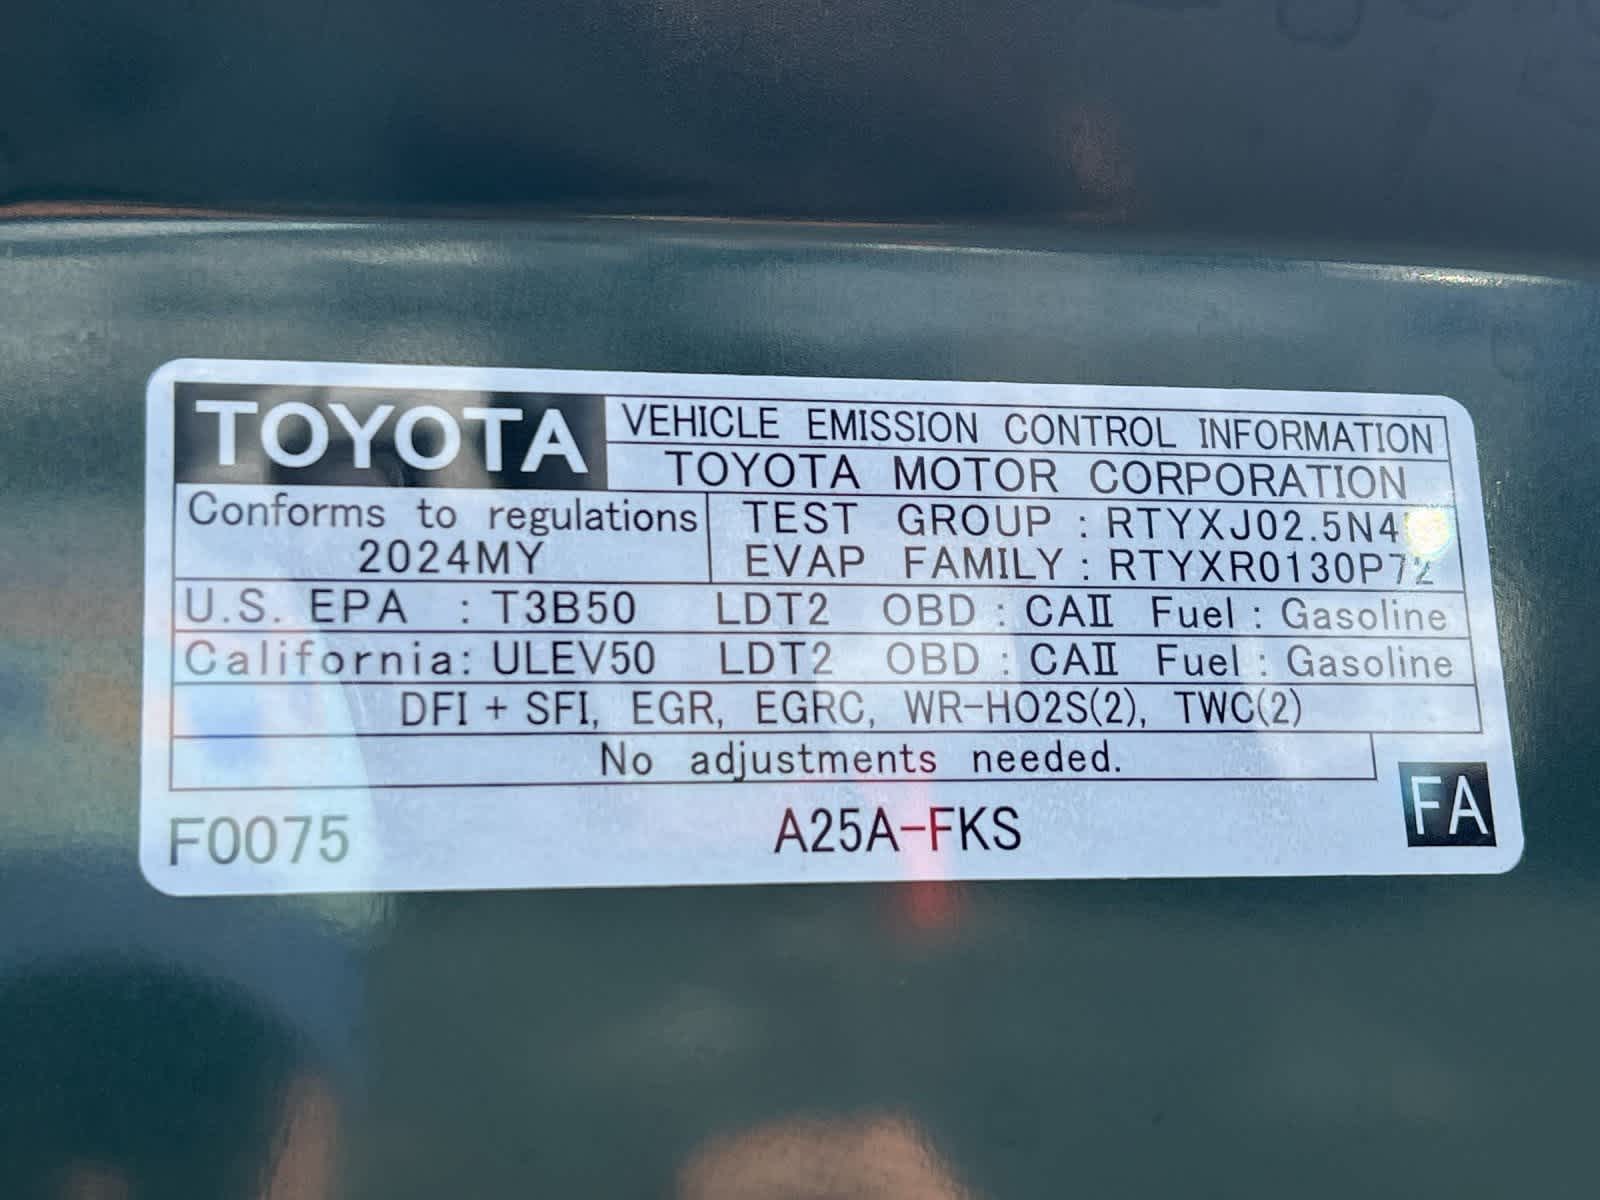 TOYOTA
VEHICLE EMISSION CONTROL INFORMATION
TOYOTA MOTOR CORPORATION
Conforms to regulations
2024MY
TEST GROUP :
EVAP FAMILY : RTYXR0130P72
U.S. EPA : T3B50 LDT2 OBD : CAⅡ Fuel : Gasoline
California: ULEV50 LDT2 OBD : CAⅡ Fuel : Gasoline
DFI + SFI, EGR, EGRC, WR-HO2S(2), TWC(2)
No adjustments needed.
F0075
A25A-FKS
FA